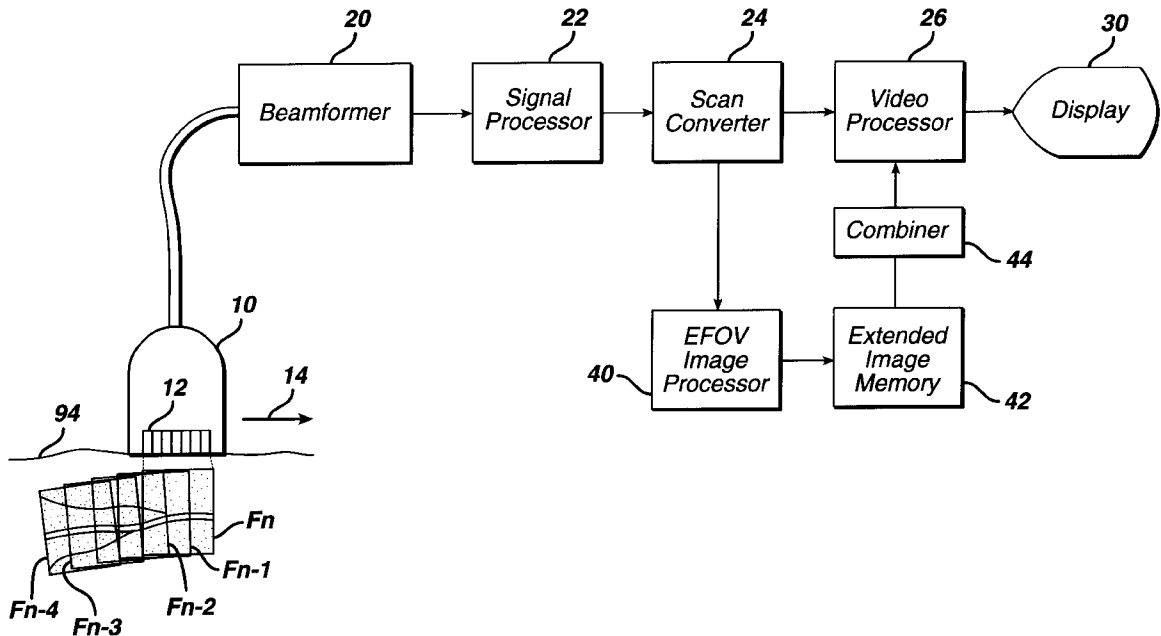 20
22
24
26
30
Beamformer
Signal
Processor
Scan
Converter
Video
Processor
Display
Combiner
44
10
EFOV
Image
Processor
40
Extended
Image
Memory
42
12
14
94
Fn
Fn-1
Fn-2
Fn-3
Fn-4